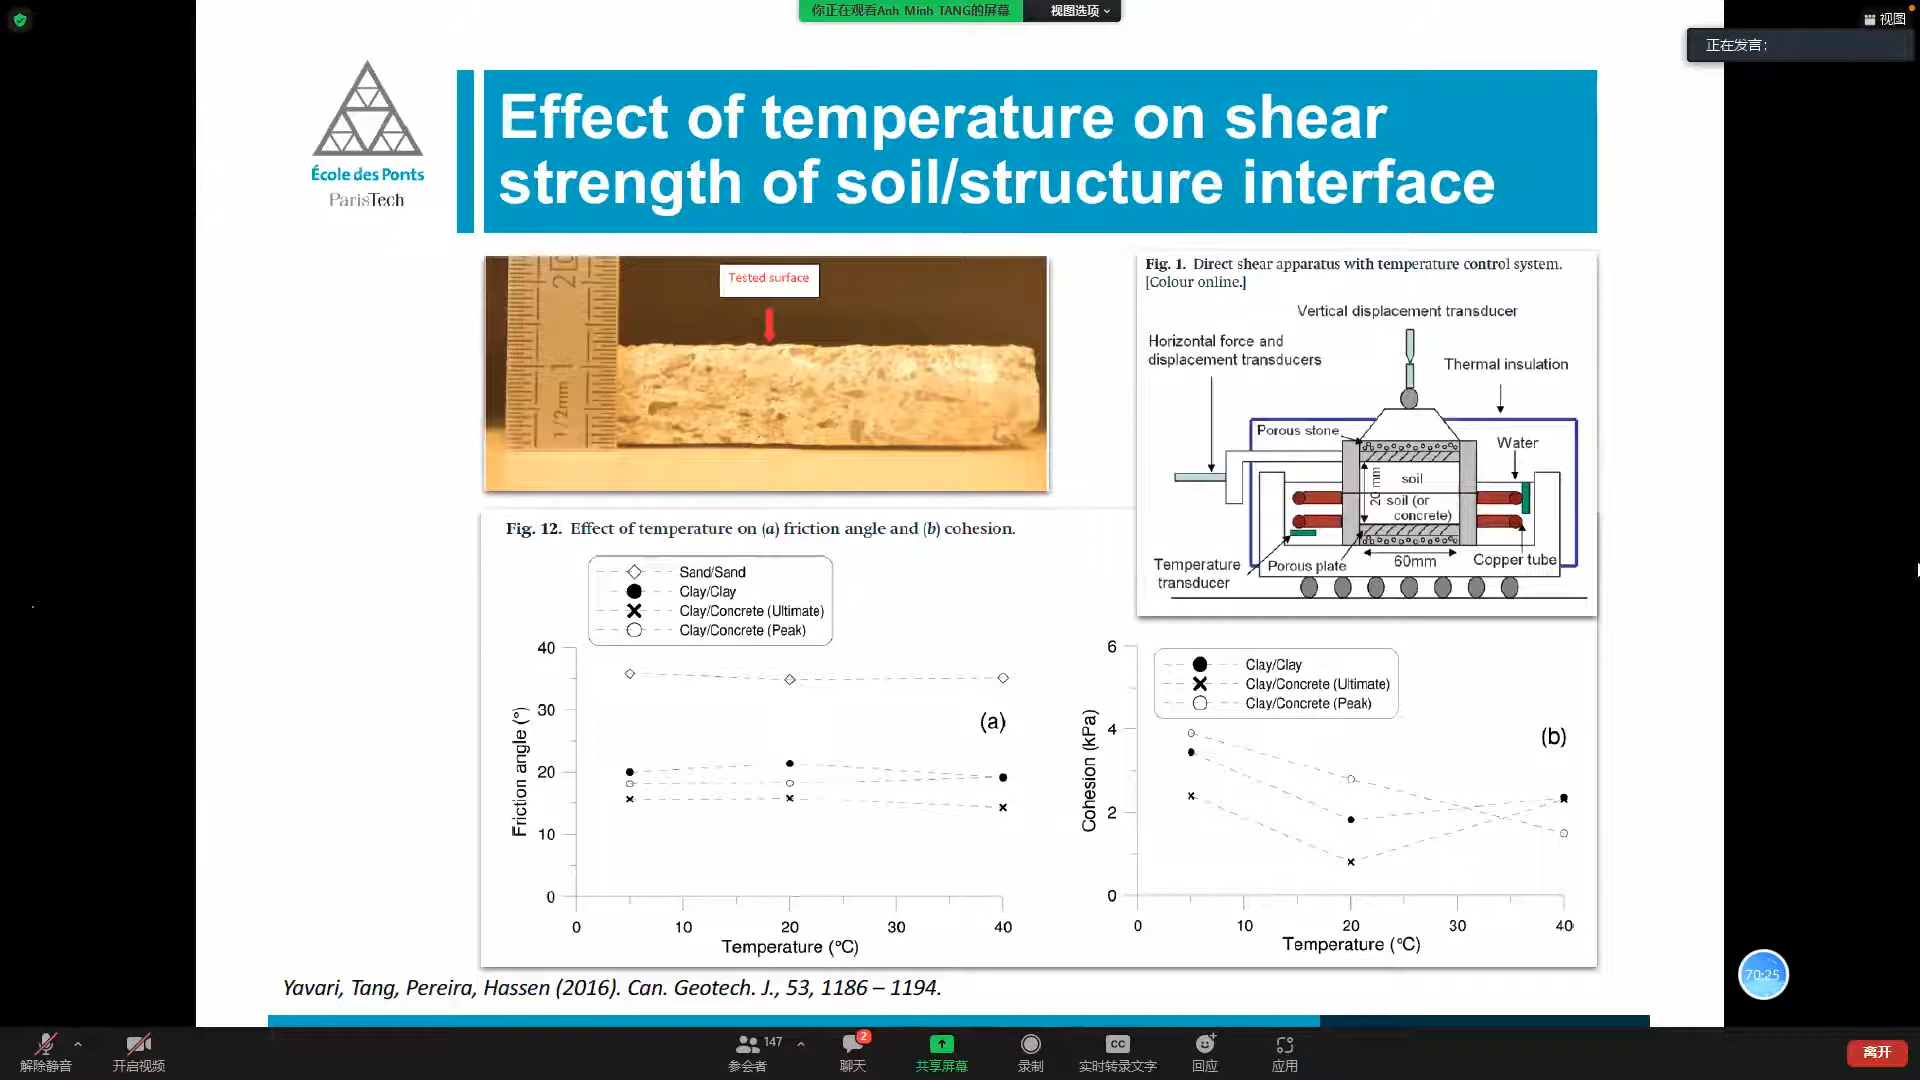 你正在观看Anh Minh TANG的屏幕
视图选项
视图
正在发言:
École des Ponts
ParisTech
Effect of temperature on shear
strength of soil/structure interface
Tested surface
20
1/2mm
Fig. 1. Direct shear apparatus with temperature control system.
[Colour online.]
Vertical displacement transducer
Horizontal force and
displacement transducers
Thermal insulation
Porous stone
Water
soil
20 mm
soil (or
concrete)
60mm
Temperature
transducer
Porous plate
Copper tube
Fig. 12. Effect of temperature on (a) friction angle and (b) cohesion.
Sand/Sand
Clay/Clay
Clay/Concrete (Ultimate)
Clay/Concrete (Peak)
40
30
20
10
0
Friction angle (°)
(a)
0 10 20 30 40
Temperature (°C)
Clay/Clay
Clay/Concrete (Ultimate)
Clay/Concrete (Peak)
6
4
2
0
Cohesion (kPa)
(b)
0 10 20 30 40
Temperature (°C)
Yavari, Tang, Pereira, Hassen (2016). Can. Geotech. J., 53, 1186 – 1194.
70:25
解除静音
开启视频
147
参会者
2
聊天
共享屏幕
录制
CC
实时转录文字
回应
应用
离开